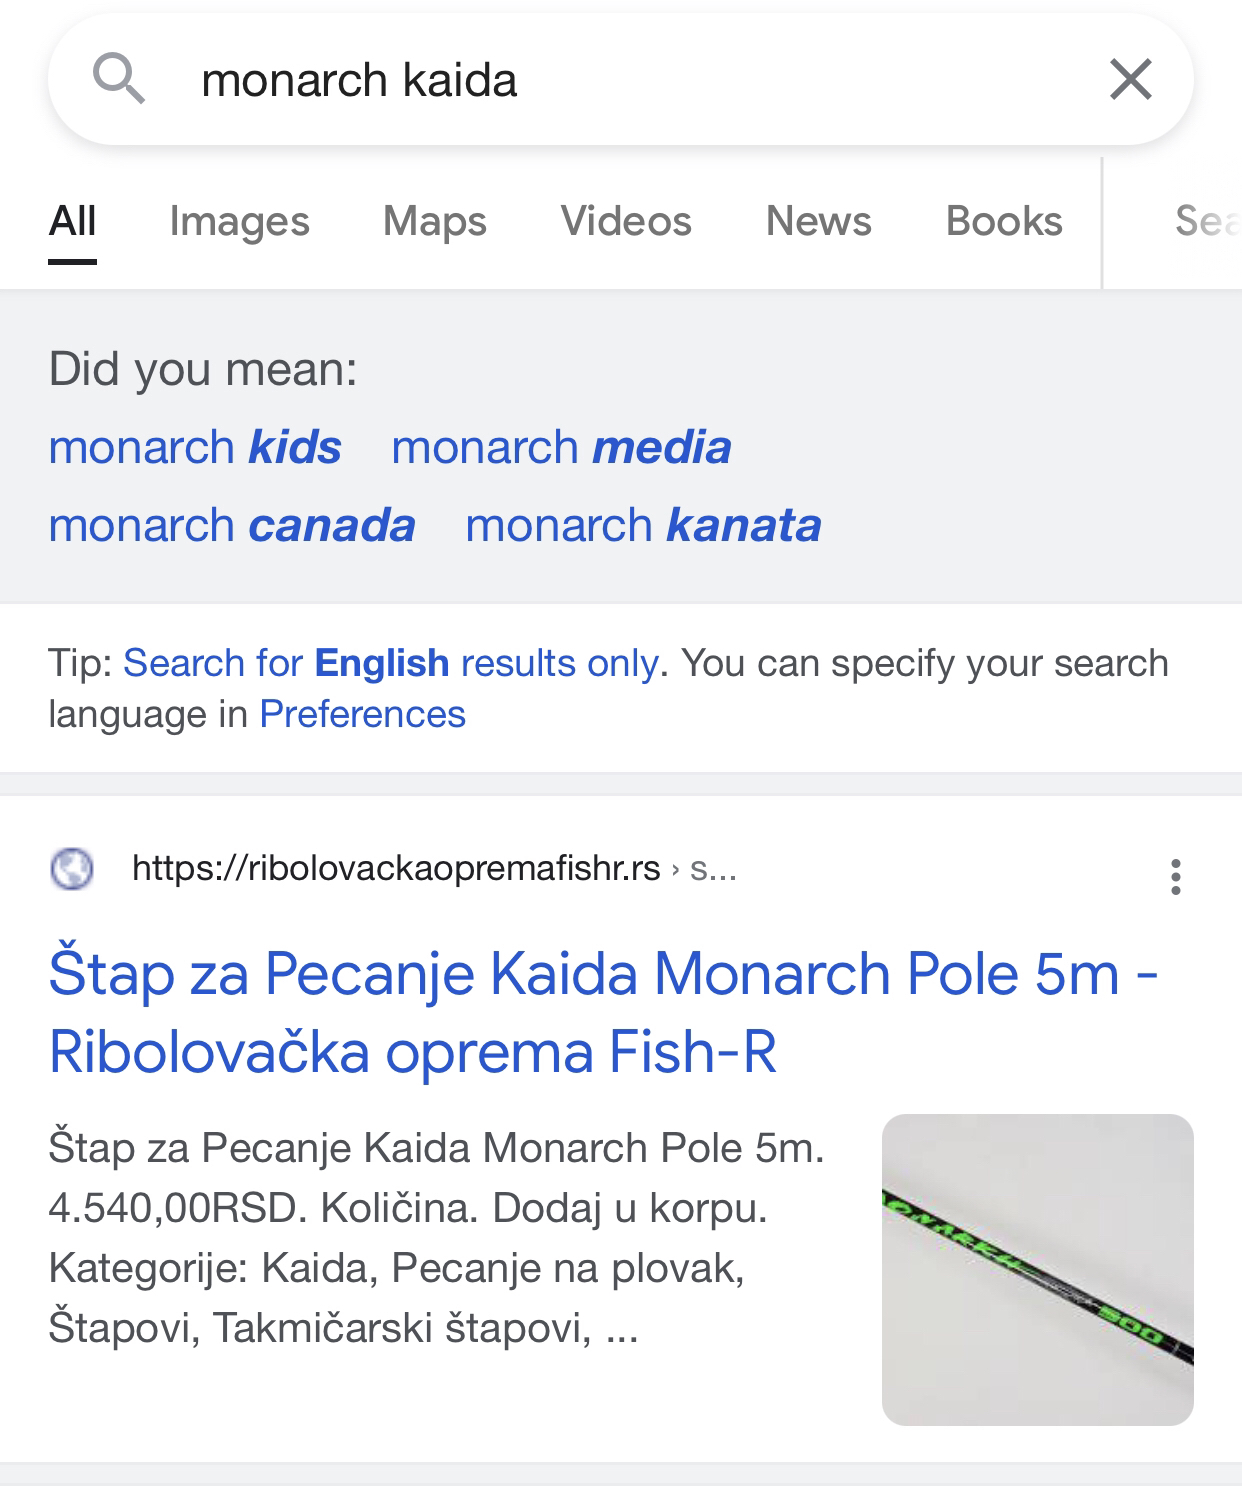 monarch kaida
All Images Maps Videos News Books Sea
Did you mean:
monarch kids monarch media
monarch canada monarch kanata
Tip: Search for English results only. You can specify your search
language in Preferences
https://ribolovackaopremafishr.rs › s...
Štap za Pecanje Kaida Monarch Pole 5m -
Ribolovačka oprema Fish-R
Štap za Pecanje Kaida Monarch Pole 5m.
4.540,00RSD. Količina. Dodaj u korpu.
Kategorije: Kaida, Pecanje na plovak,
Štapovi, Takmičarski štapovi, ...
500